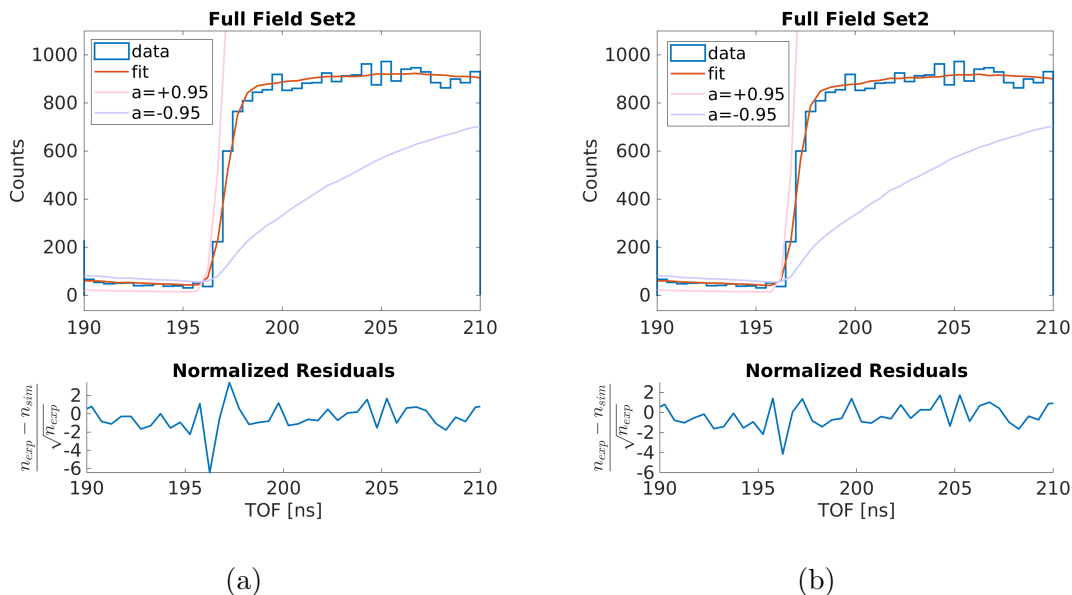 Full Field Set2
1000
800
600
400
200
0
Counts
data
fit
a=+0.95
a=-0.95
190 195 200 205 210
Normalized Residuals
2
0
-2
-4
-6
n_exp − n_sim
√n_exp
190 195 200 205 210
TOF [ns]
(a)
Full Field Set2
1000
800
600
400
200
0
Counts
data
fit
a=+0.95
a=-0.95
190 195 200 205 210
Normalized Residuals
2
0
-2
-4
-6
n_exp − n_sim
√n_exp
190 195 200 205 210
TOF [ns]
(b)